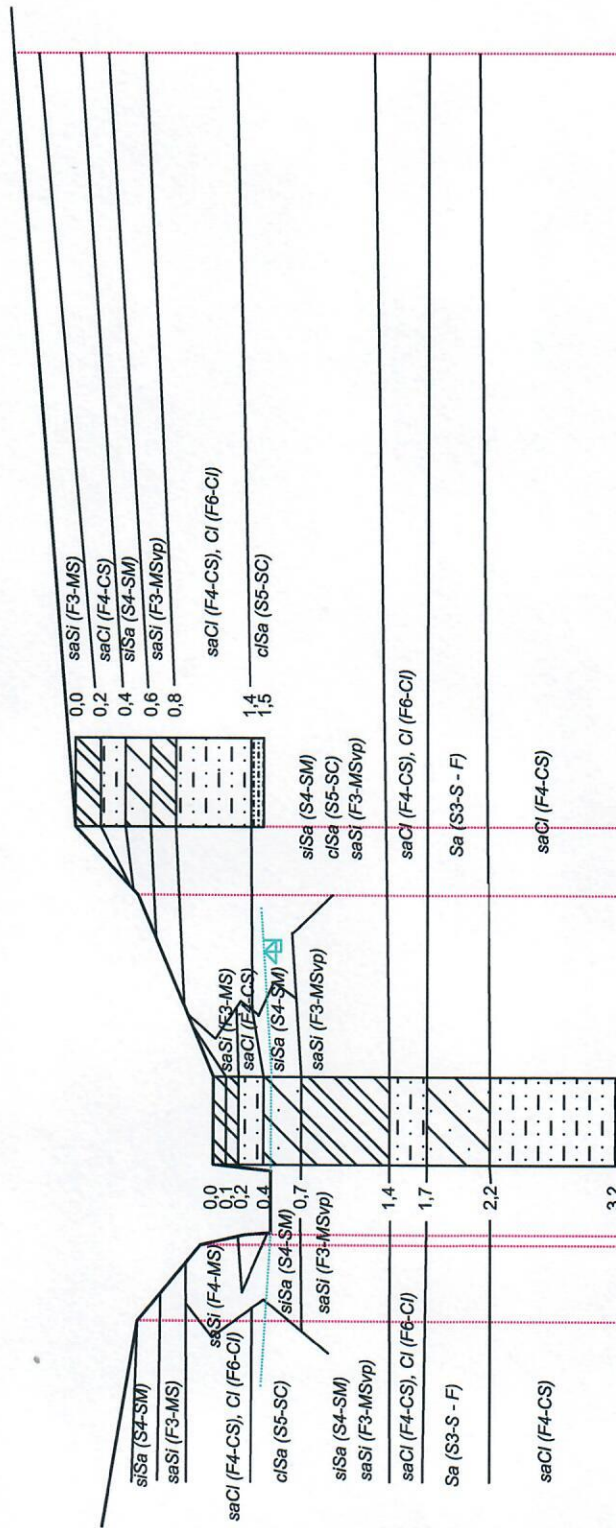 saSi (F3-MS)
saCl (F4-CS)
siSa (S4-SM)
saSi (F3-MSvp)
saCl (F4-CS), Cl (F6-CI)
clSa (S5-SC)
0,0
0,2
0,4
0,6
0,8
1,4
1,5
siSa (S4-SM)
clSa (S5-SC)
saSi (F3-MSvp)
saCl (F4-CS), Cl (F6-CI)
Sa (S3-S - F)
saCl (F4-CS)
saSi (F3-MS)
saCl (F4-CS)
siSa (S4-SM)
saSi (F3-MSvp)
0,0
0,1
0,2
0,4
0,7
1,4
1,7
2,2
3,2
saSi (F4-MS)
siSa (S4-SM)
saSi (F3-MSvp)
siSa (S4-SM)
saSi (F3-MS)
saCl (F4-CS), Cl (F6-CI)
clSa (S5-SC)
siSa (S4-SM)
saSi (F3-MSvp)
saCl (F4-CS), Cl (F6-CI)
Sa (S3-S - F)
saCl (F4-CS)